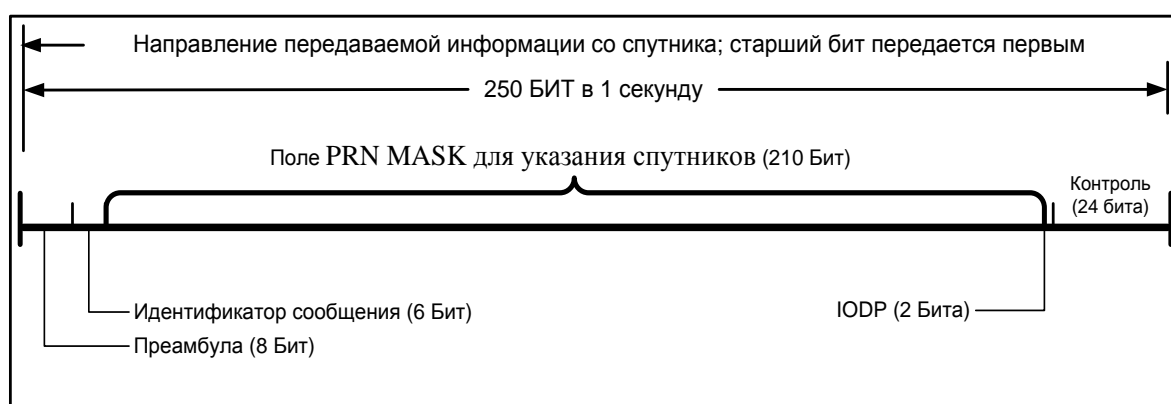 Направление передаваемой информации со спутника; старший бит передается первым
250 БИТ в 1 секунду
Поле PRN MASK для указания спутников (210 Бит)
Контроль
(24 бита)
Идентификатор сообщения (6 Бит)
IODP (2 Бита)
Преамбула (8 Бит)